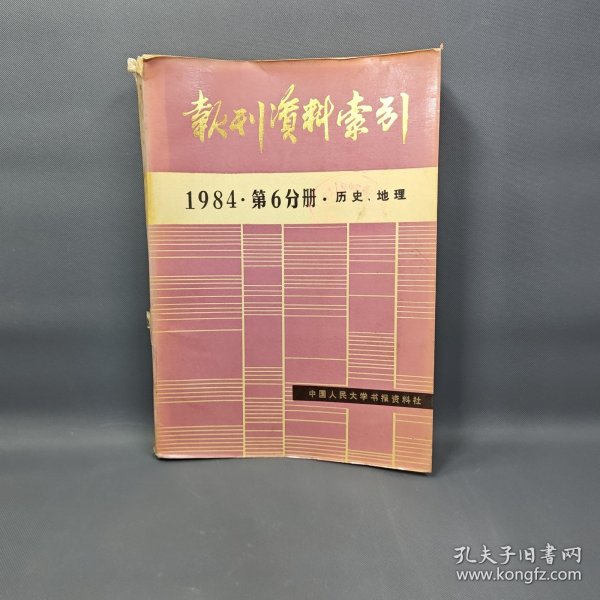 報刊資料索引
1984·第6分册·历史、地理
中国人民大学书报资料社
孔夫子旧书网
www.kongfz.com